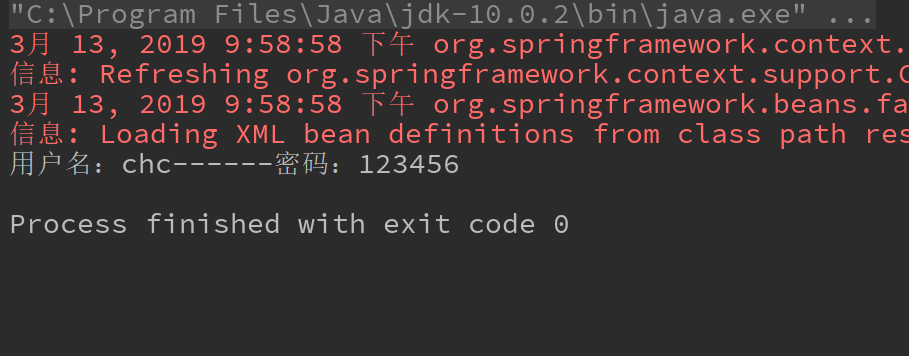 "C:\Program Files\Java\jdk-10.0.2\bin\java.exe" ...
3月 13, 2019 9:58:58 下午 org.springframework.context.
信息: Refreshing org.springframework.context.support.C
3月 13, 2019 9:58:58 下午 org.springframework.beans.fa
信息: Loading XML bean definitions from class path res
用户名：chc------密码：123456
Process finished with exit code 0